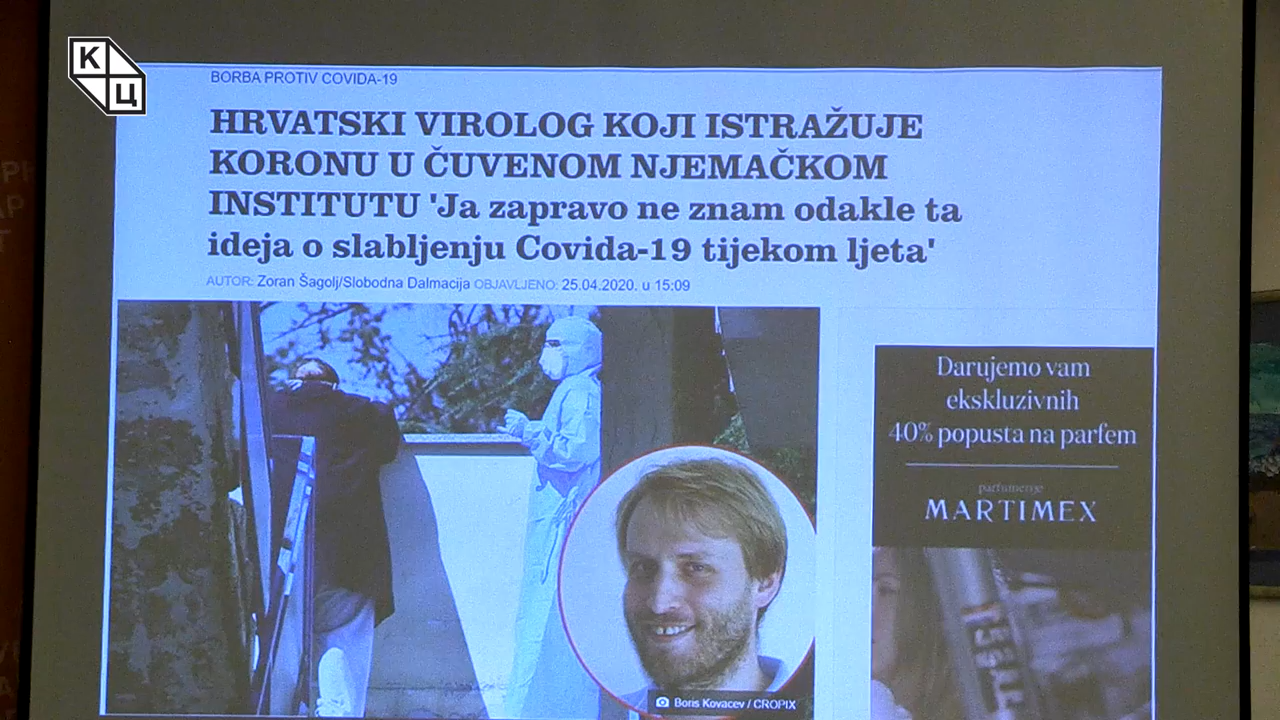 К
Ц
BORBA PROTIV COVIDA-19
HRVATSKI VIROLOG KOJI ISTRAŽUJE
KORONU U ČUVENOM NJEMAČKOM
INSTITUTU 'Ja zapravo ne znam odakle ta
ideja o slabljenju Covida-19 tijekom ljeta'
AUTOR: Zoran Šagolj/Slobodna Dalmacija OBJAVLJENO: 25.04.2020. u 15:09
Darujemo vam
ekskluzivnih
40% popusta na parfem
parfumerije
MARTIMEX
Boris Kovacev / CROPIX